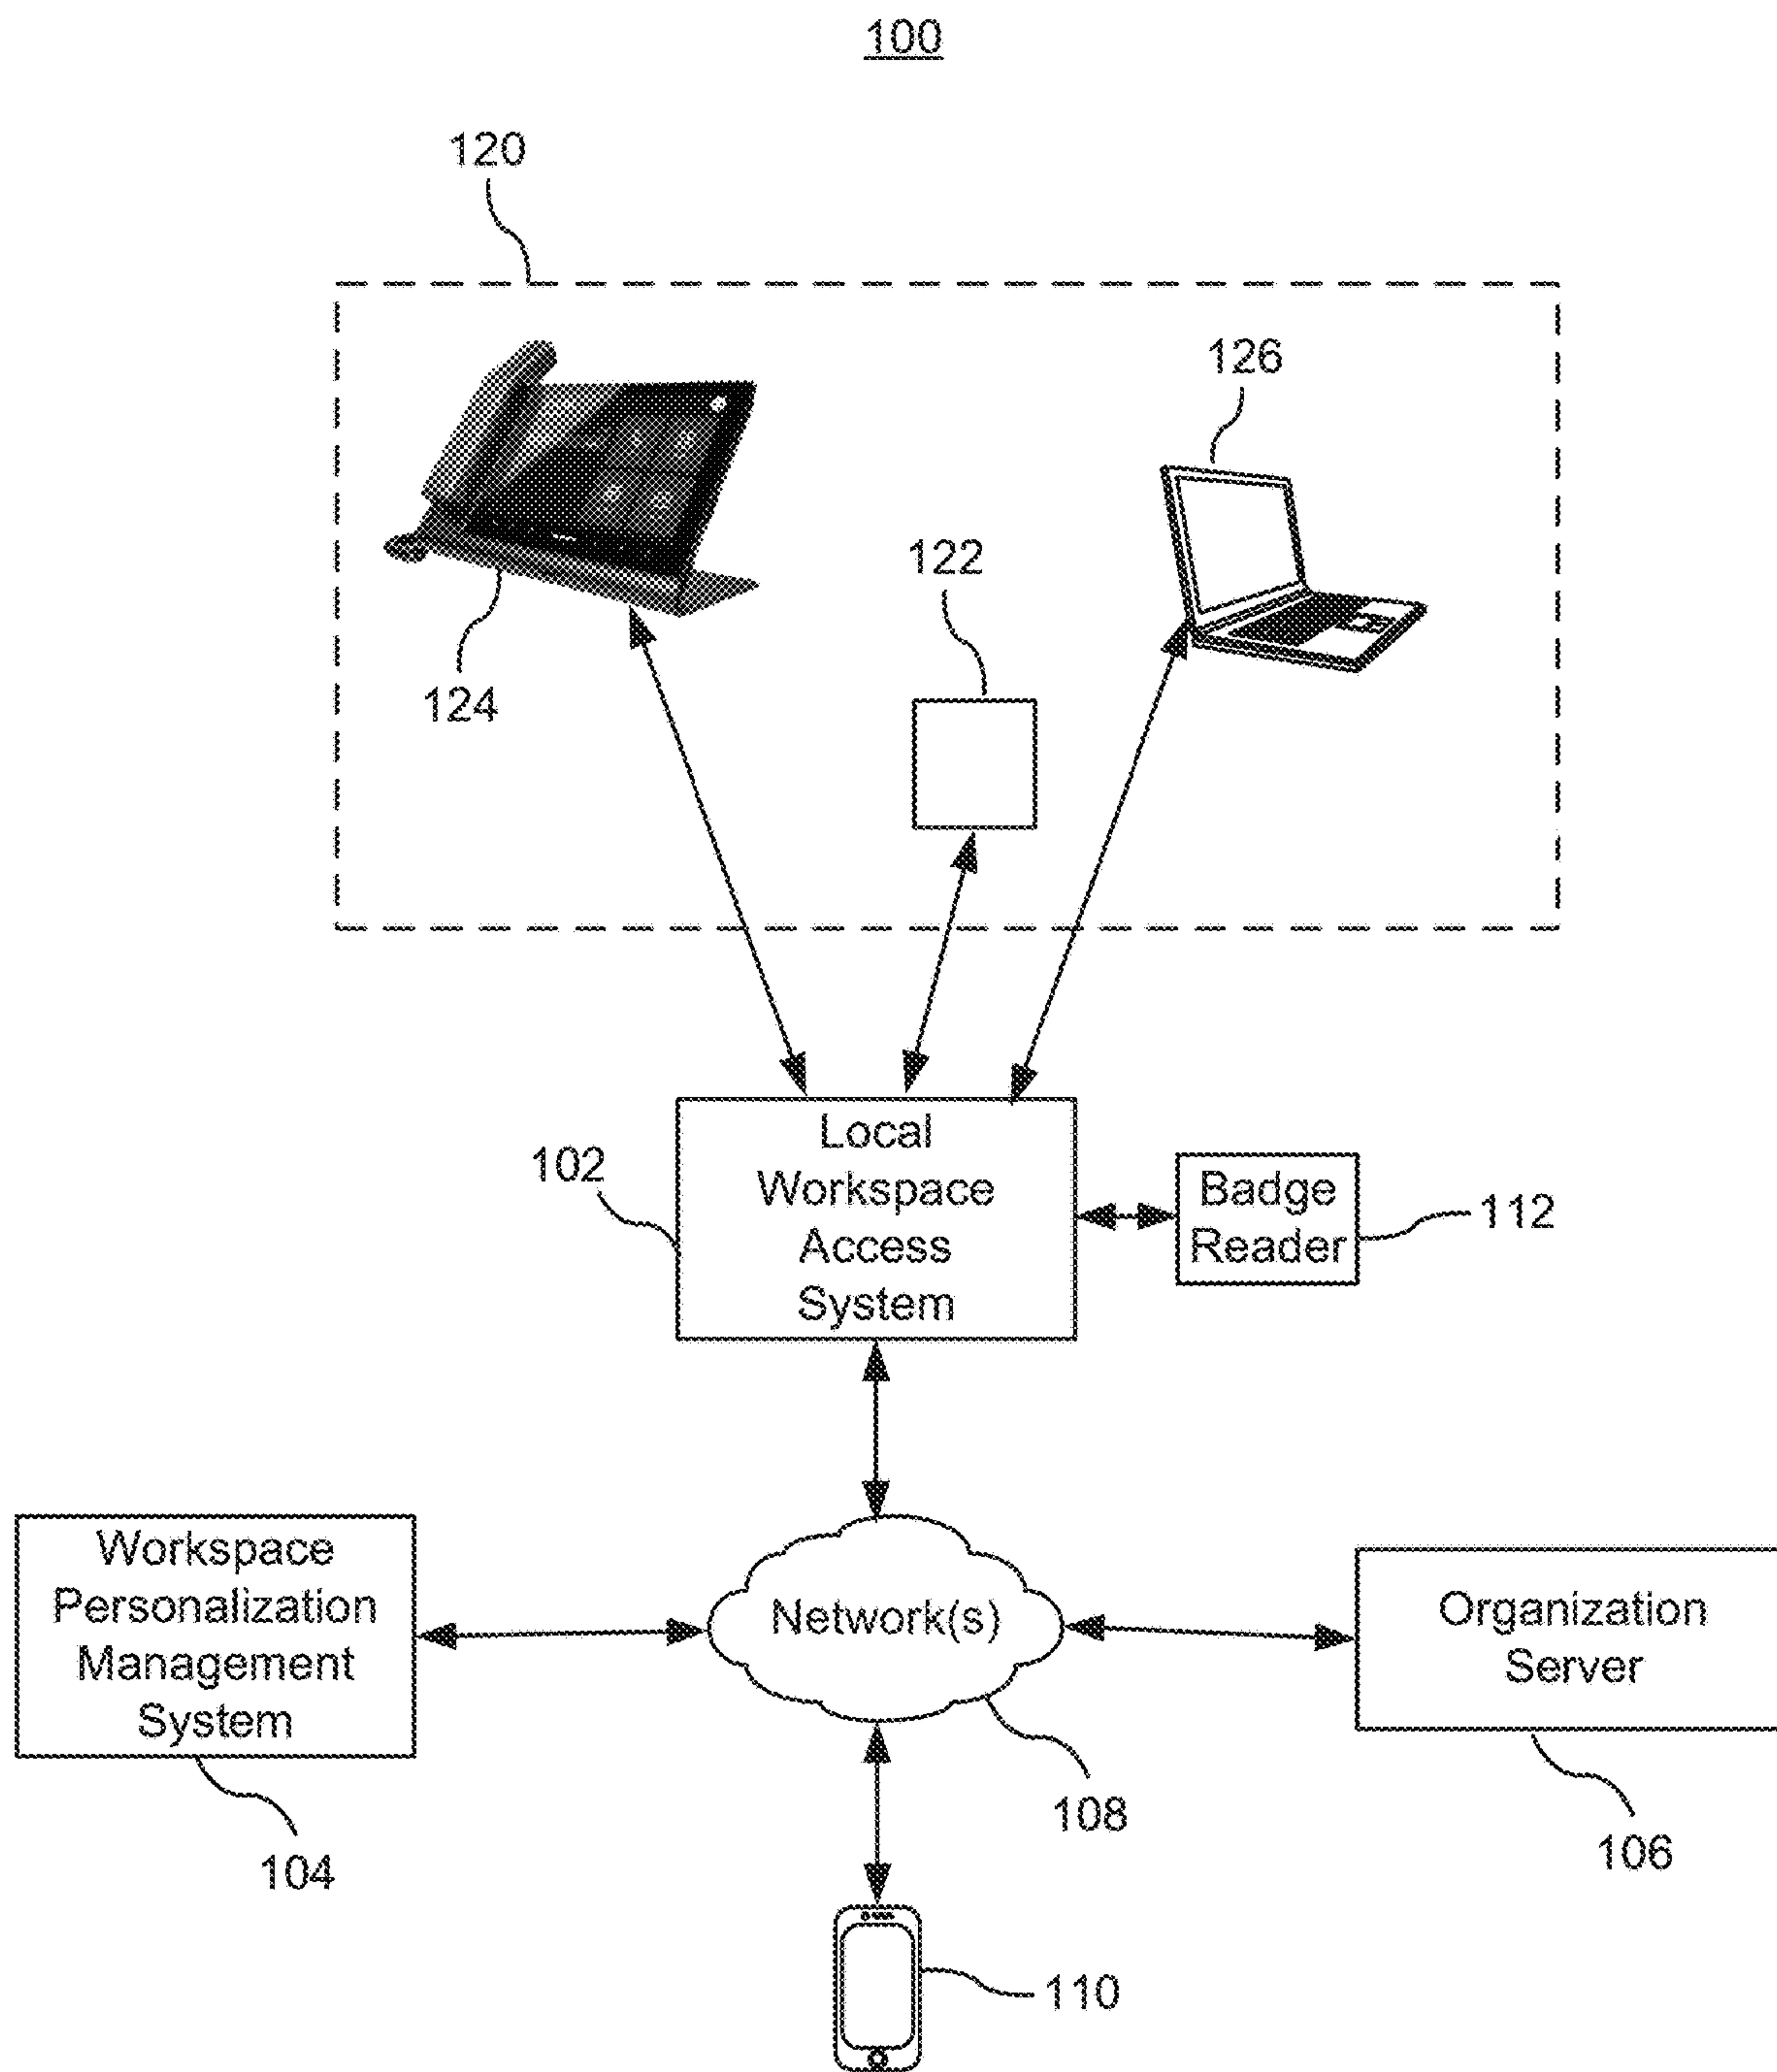 100
120
126
122
124
Local
Workspace
Access
System
102
Badge
Reader
112
Workspace
Personalization
Management
System
Network(s)
Organization
Server
108
106
104
110